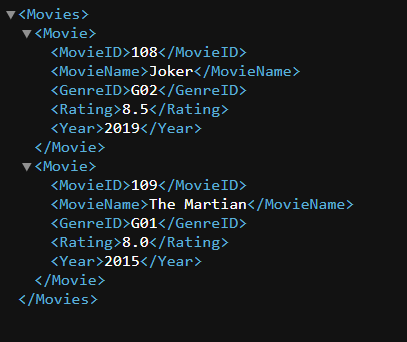 <Movies>
<Movie>
<MovieID>108</MovieID>
<MovieName>Joker</MovieName>
<GenreID>G02</GenreID>
<Rating>8.5</Rating>
<Year>2019</Year>
</Movie>
<Movie>
<MovieID>109</MovieID>
<MovieName>The Martian</MovieName>
<GenreID>G01</GenreID>
<Rating>8.0</Rating>
<Year>2015</Year>
</Movie>
</Movies>